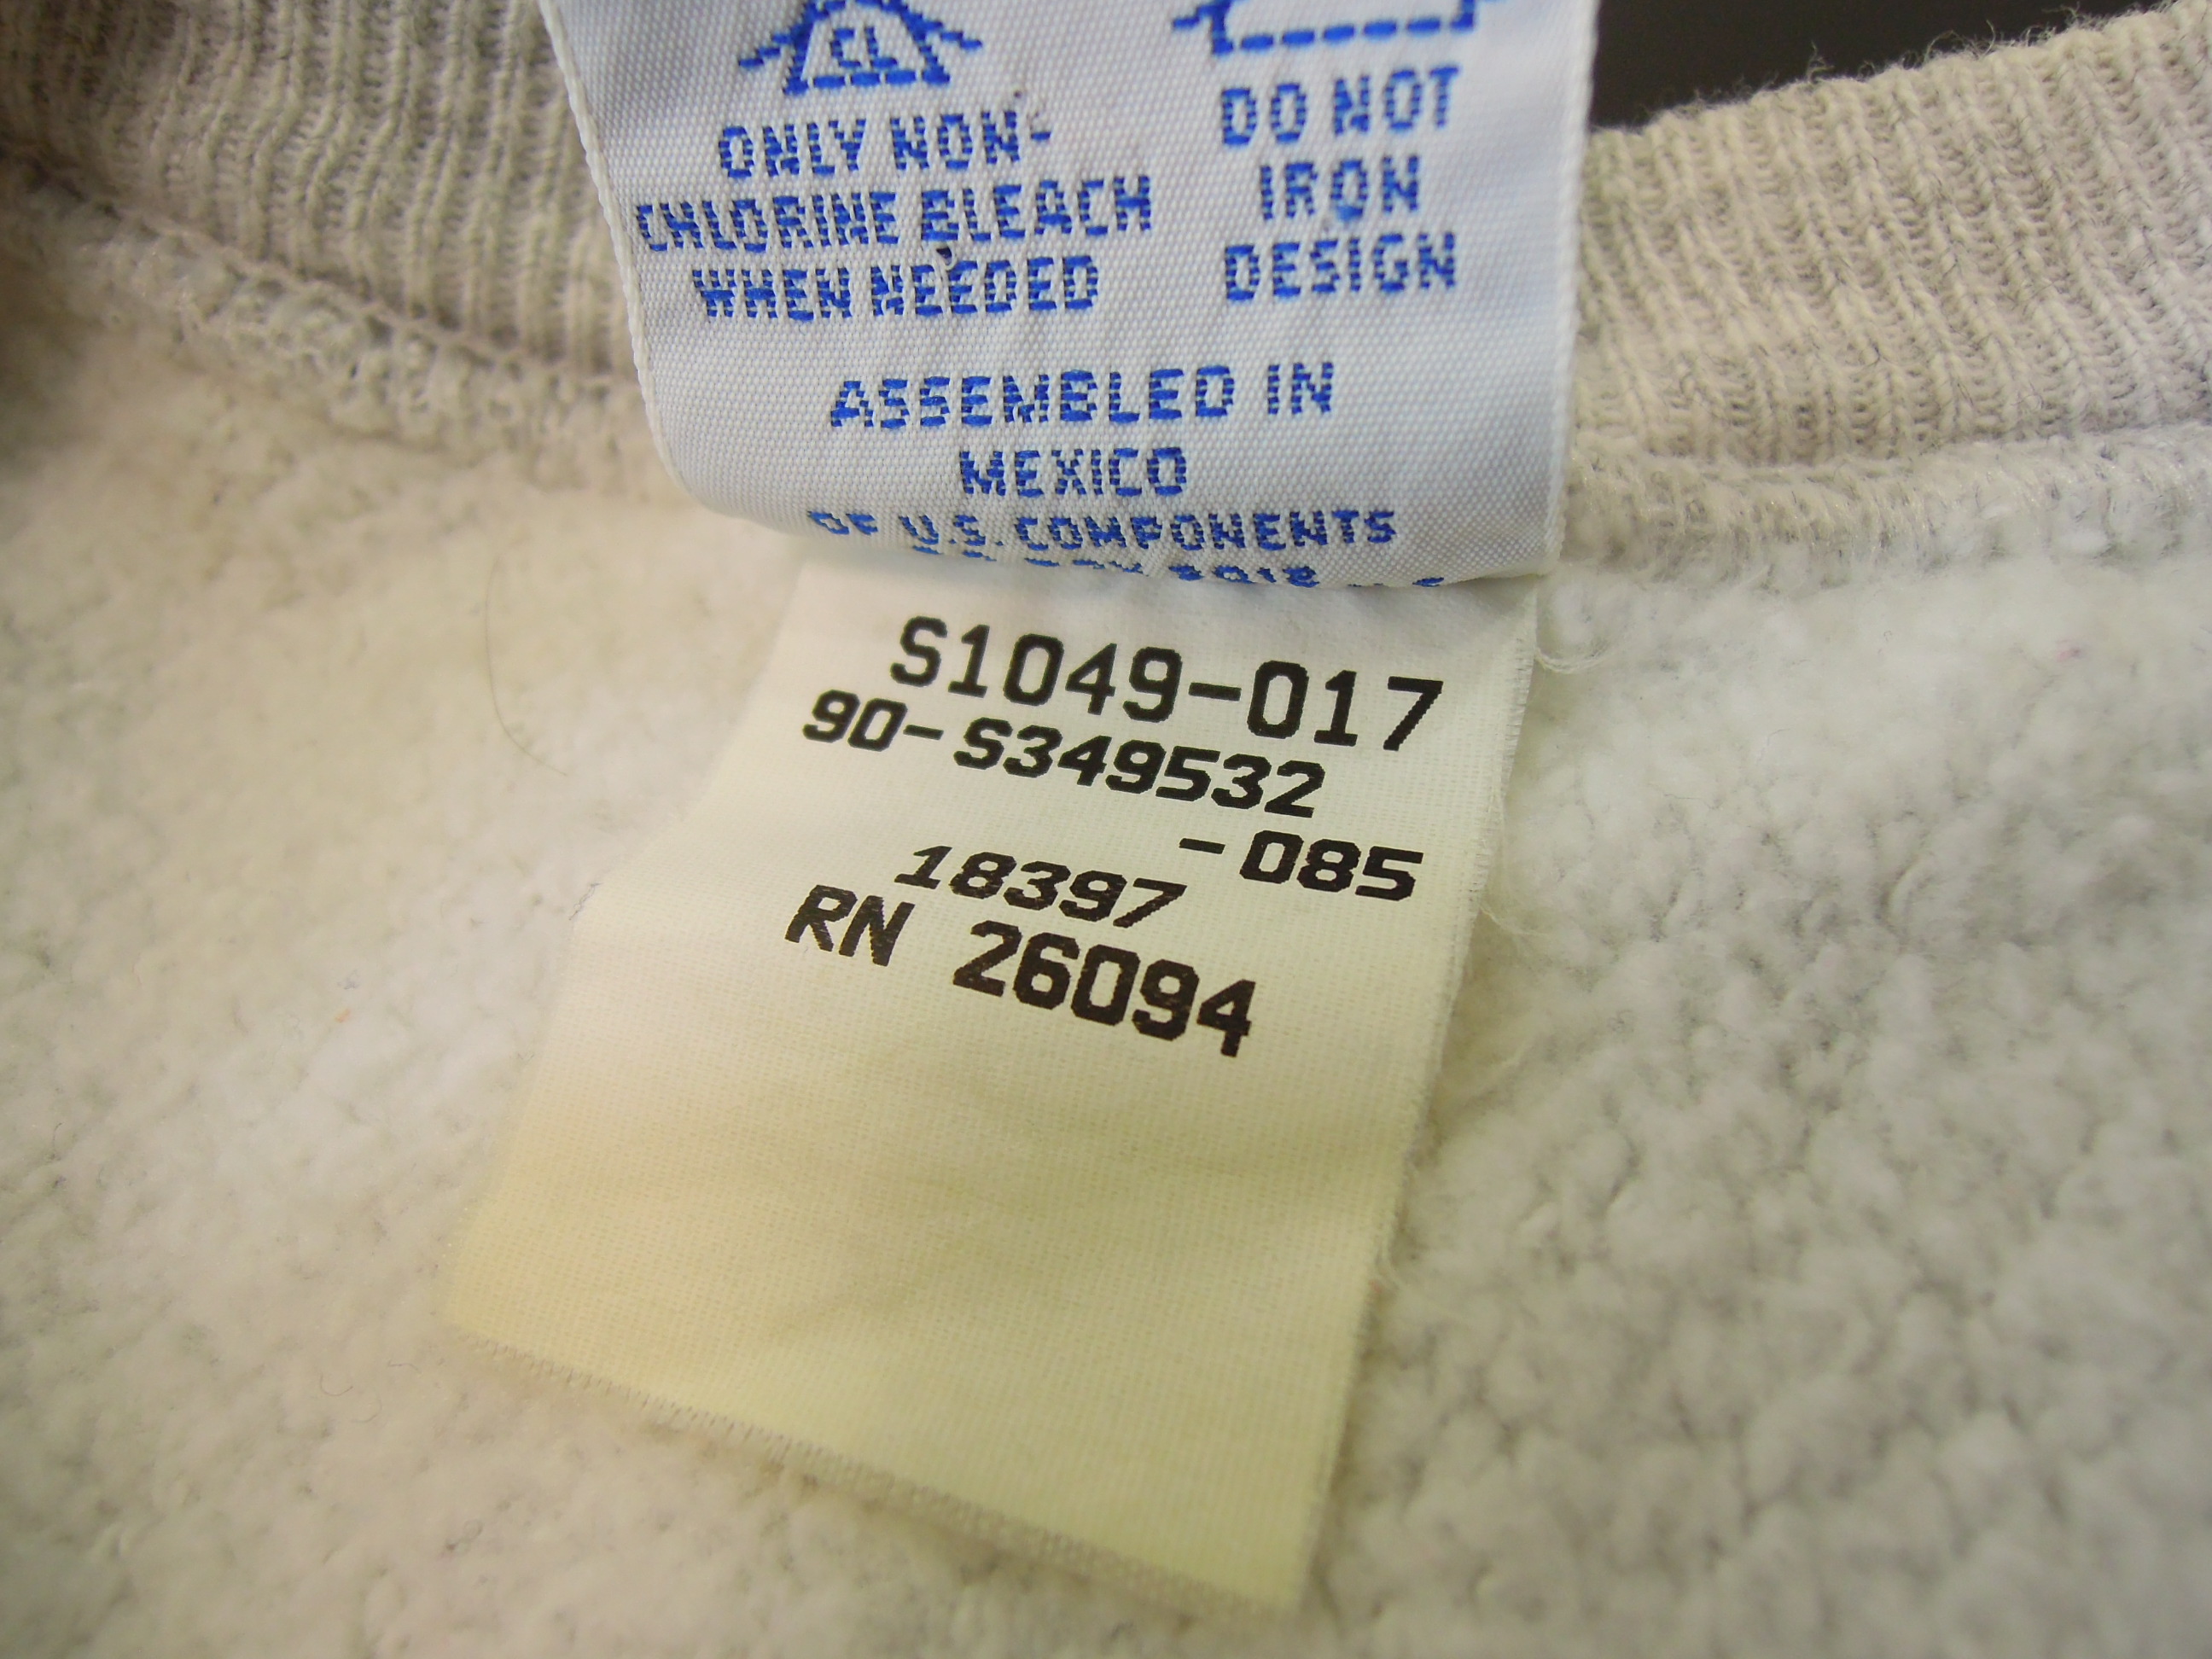 CL
ONLY NON-
CHLORINE BLEACH
WHEN NEEDED
DO NOT
IRON
DESIGN
ASSEMBLED IN
MEXICO
OF U.S. COMPONENTS
S1049-017
90-S349532
-085
18397
RN 26094